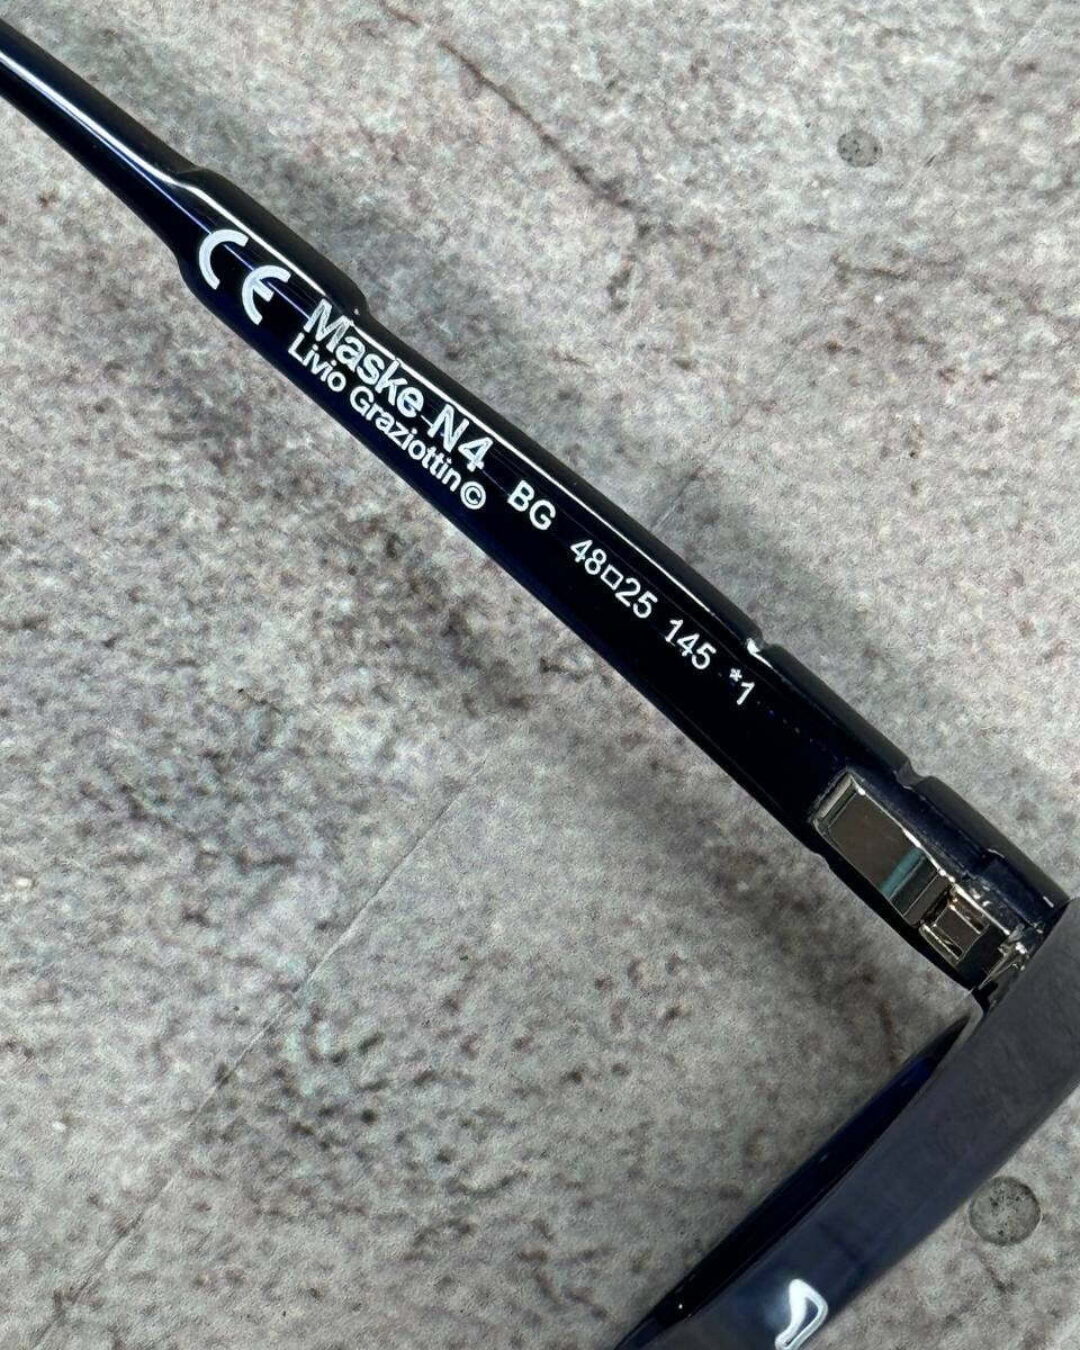 CE Maske-N4 BG 48□25 145 *1
Livio Graziottin©